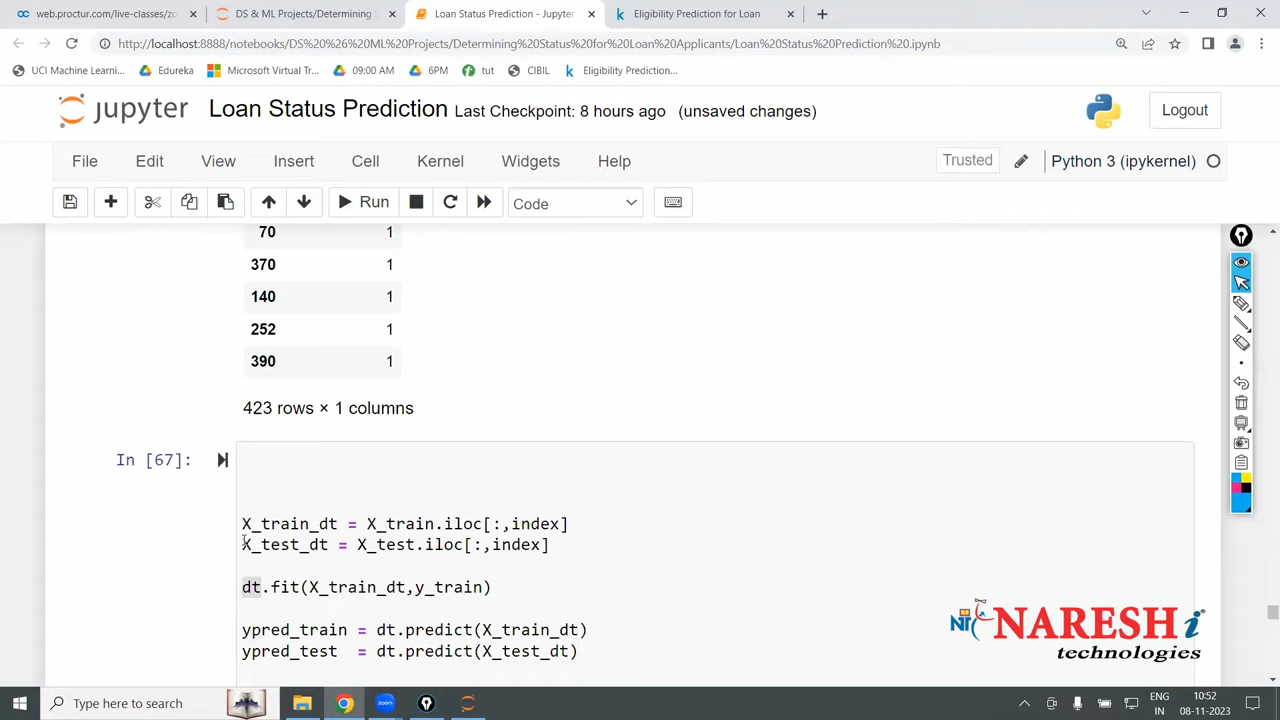 web.proctur.com/live-classes/zo
DS & ML Projects/Determining S
Loan Status Prediction - Jupyter
Eligibility Prediction for Loan
http://localhost:8888/notebooks/DS%20%26%20ML%20Projects/Determining%20Status%20for%20Loan%20Applicants/Loan%20Status%20Prediction%20.ipynb
UCI Machine Learni...
Edureka
Microsoft Virtual Tr...
09:00 AM
6PM
tut
CIBIL
Eligibility Prediction...
jupyter Loan Status Prediction Last Checkpoint: 8 hours ago (unsaved changes)
Logout
File Edit View Insert Cell Kernel Widgets Help
Trusted
Python 3 (ipykernel)
Run
Code
70 1
370 1
140 1
252 1
390 1
423 rows × 1 columns
In [67]:
X_train_dt = X_train.iloc[:,index]
X_test_dt = X_test.iloc[:,index]
dt.fit(X_train_dt,y_train)
ypred_train = dt.predict(X_train_dt)
ypred_test = dt.predict(X_test_dt)
NARESH i
technologies
Type here to search
zoom
ENG
IN
10:52
08-11-2023